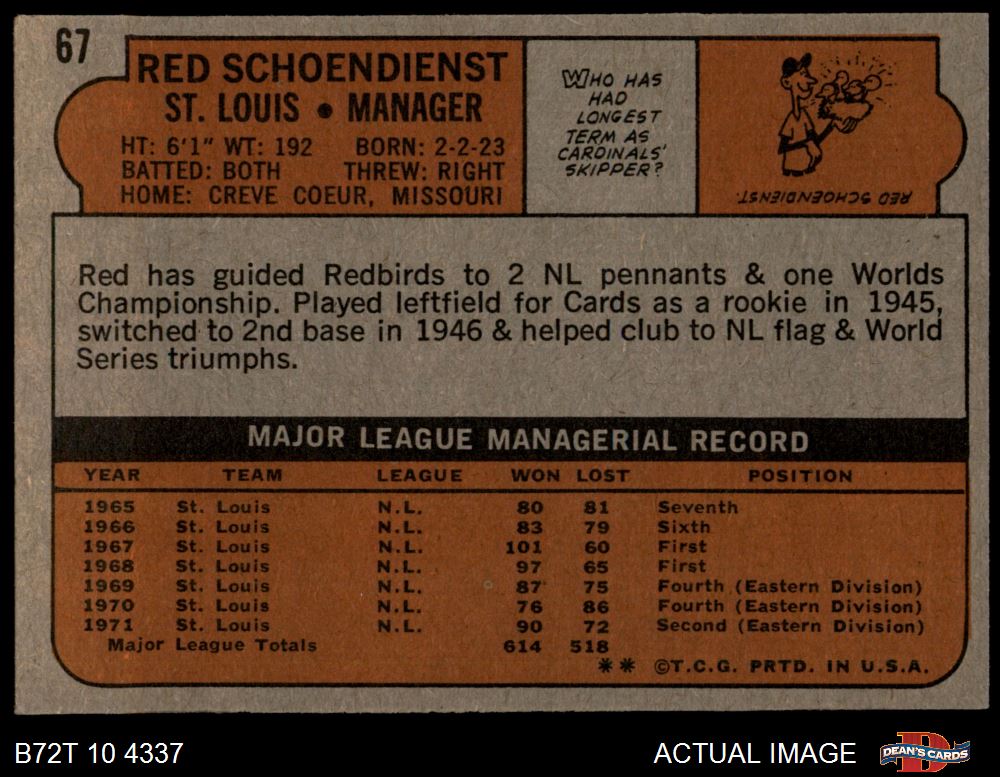 67
RED SCHOENDIENST
ST. LOUIS • MANAGER
HT: 6'1" WT: 192 BORN: 2-2-23
BATTED: BOTH THREW: RIGHT
HOME: CREVE COEUR, MISSOURI
WHO HAS
HAD
LONGEST
TERM AS
CARDINALS'
SKIPPER?
RED SCHOENDIENST.
Red has guided Redbirds to 2 NL pennants & one Worlds
Championship. Played leftfield for Cards as a rookie in 1945,
switched to 2nd base in 1946 & helped club to NL flag & World
Series triumphs.
MAJOR LEAGUE MANAGERIAL RECORD
YEAR TEAM LEAGUE WON LOST POSITION
1965 St. Louis N.L. 80 81 Seventh
1966 St. Louis N.L. 83 79 Sixth
1967 St. Louis N.L. 101 60 First
1968 St. Louis N.L. 97 65 First
1969 St. Louis N.L. 87 75 Fourth (Eastern Division)
1970 St. Louis N.L. 76 86 Fourth (Eastern Division)
1971 St. Louis N.L. 90 72 Second (Eastern Division)
Major League Totals 614 518
** ©T.C.G. PRTD. IN U.S.A.
B72T 10 4337 ACTUAL IMAGE DEAN'S CARDS